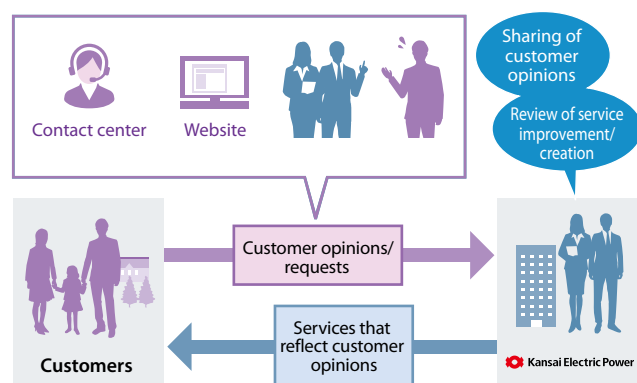 Sharing of
customer
opinions
Review of service
improvement/
creation
Contact center
Website
Customer opinions/
requests
Services that
reflect customer
opinions
Customers
Kansai Electric Power